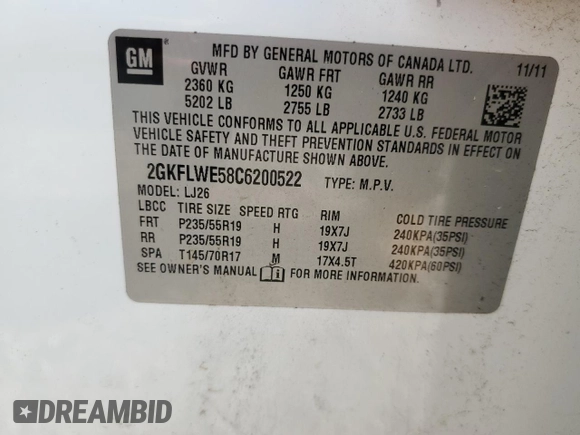 GM
MFD BY GENERAL MOTORS OF CANADA LTD. 11/11
GVWR GAWR FRT GAWR RR
2360 KG 1250 KG 1240 KG
5202 LB 2755 LB 2733 LB
THIS VEHICLE CONFORMS TO ALL APPLICABLE U.S. FEDERAL MOTOR
VEHICLE SAFETY AND THEFT PREVENTION STANDARDS IN EFFECT ON
THE DATE OF MANUFACTURE SHOWN ABOVE.
2GKFLWE58C6200522 TYPE: M.P.V.
MODEL: LJ26
LBCC TIRE SIZE SPEED RTG RIM COLD TIRE PRESSURE
FRT P235/55R19 H 19X7J 240KPA(35PSI)
RR P235/55R19 H 19X7J 240KPA(35PSI)
SPA T145/70R17 M 17X4.5T 420KPA(60PSI)
SEE OWNER'S MANUAL FOR MORE INFORMATION.
DREAMBID